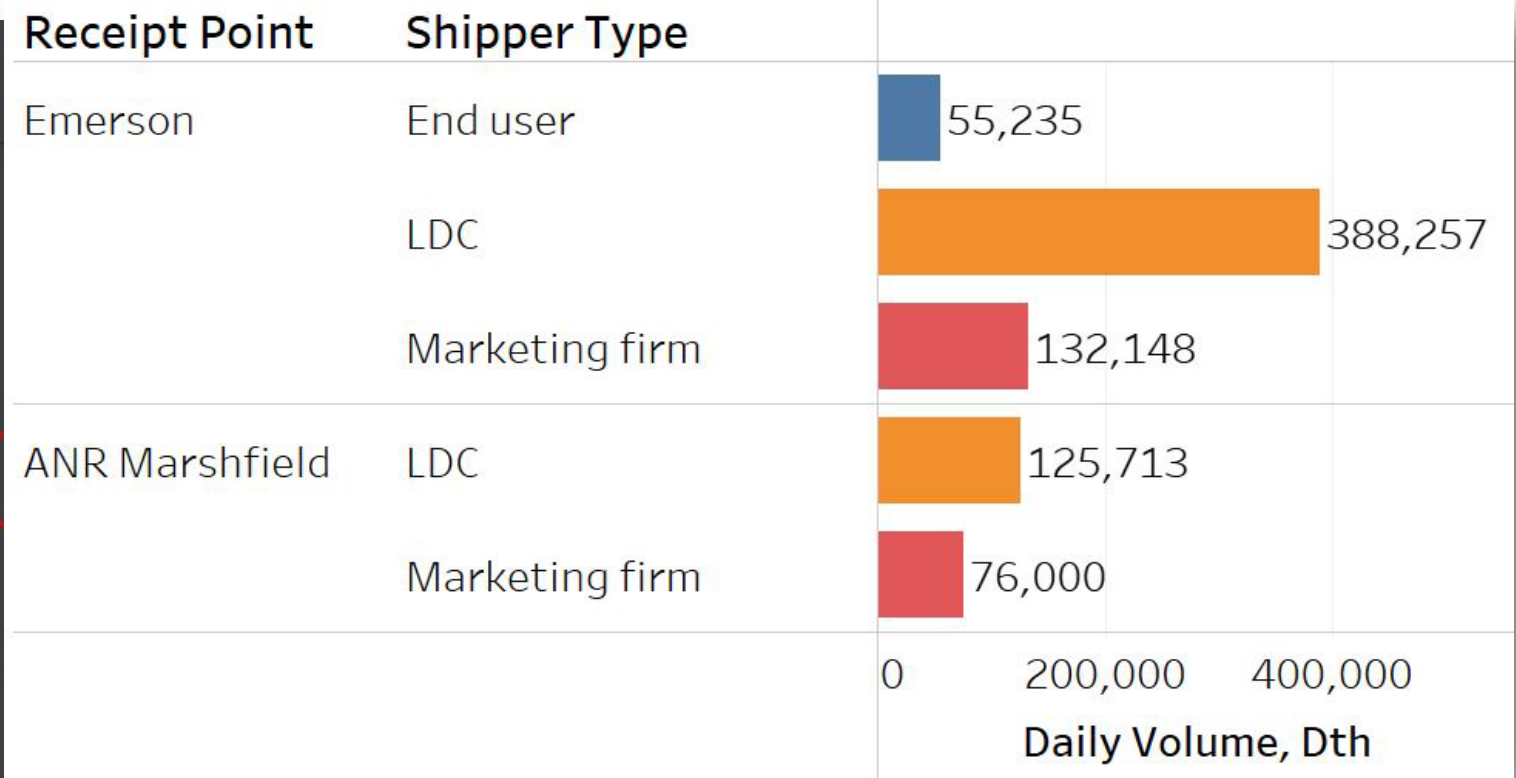 Receipt Point Shipper Type
Emerson End user 55,235
LDC 388,257
Marketing firm 132,148
ANR Marshfield LDC 125,713
Marketing firm 76,000
0 200,000 400,000
Daily Volume, Dth